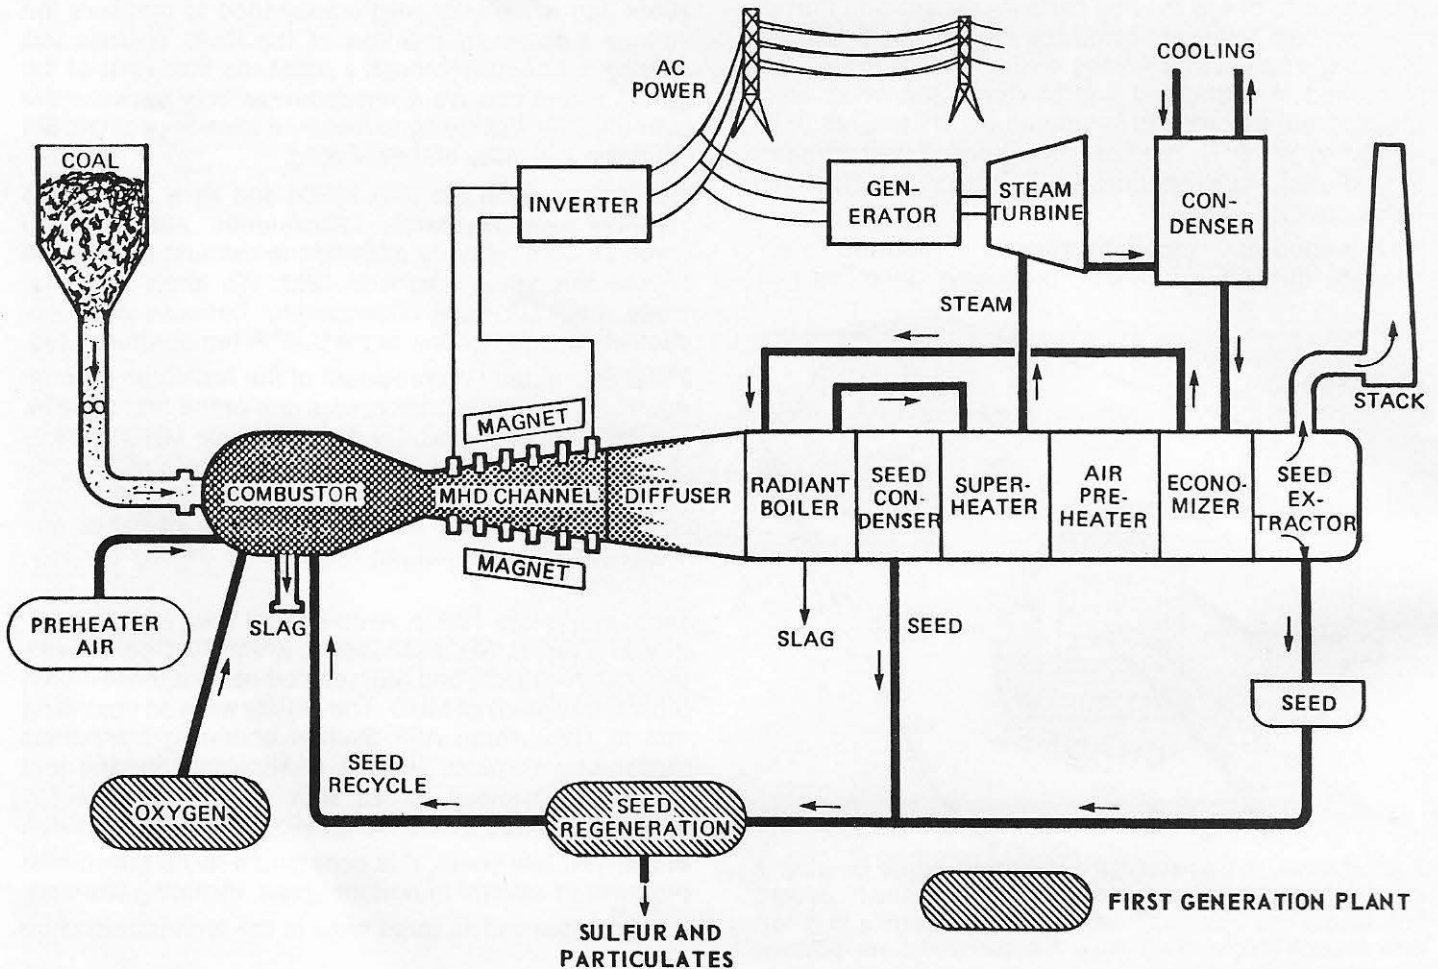 COOLING
AC
POWER
COAL
INVERTER
GEN-
ERATOR
STEAM
TURBINE
CON-
DENSER
STEAM
STACK
MAGNET
COMBUSTOR
MHD CHANNEL
DIFFUSER
RADIANT
BOILER
SEED
CON-
DENSER
SUPER-
HEATER
AIR
PRE-
HEATER
ECONO-
MIZER
SEED
EX-
TRACTOR
MAGNET
PREHEATER
AIR
SLAG
SLAG
SEED
SEED
SEED
RECYCLE
OXYGEN
SEED
REGENERATION
FIRST GENERATION PLANT
SULFUR AND
PARTICULATES